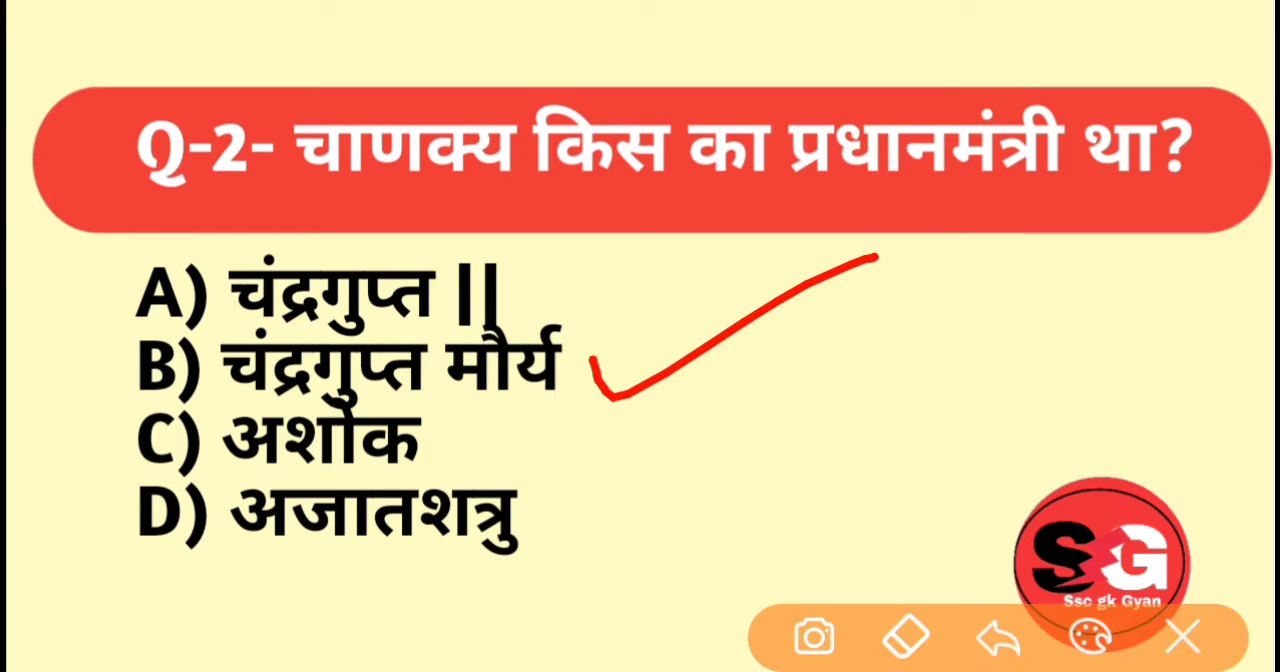 Q-2- चाणक्य किस का प्रधानमंत्री था?
A) चंद्रगुप्त ||
B) चंद्रगुप्त मौर्य
C) अशोक
D) अजातशत्रु
SG
Ssc gk Gyan